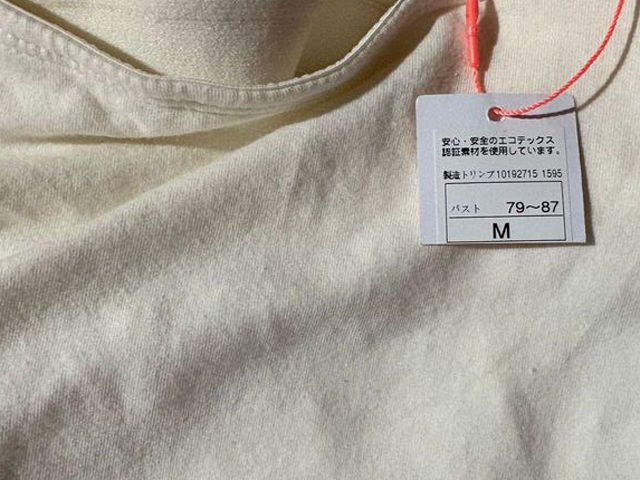 安心・安全のエコテックス
認証素材を使用しています。
製造トリンプ10192715 1595
バスト 79〜87
M